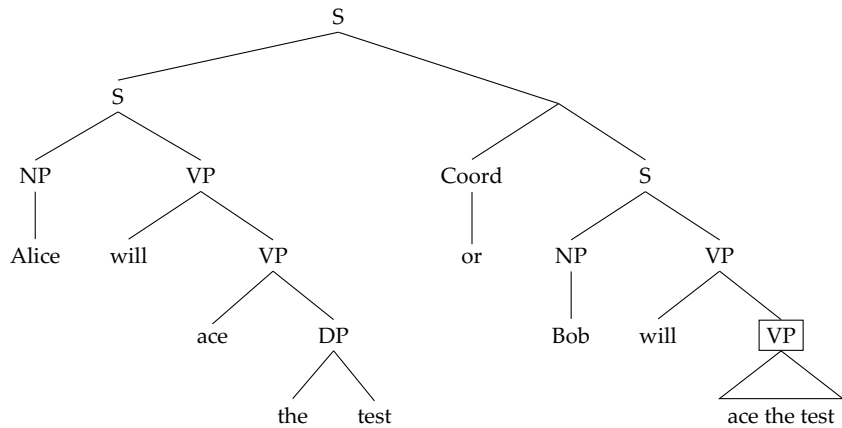 S
S
NP VP Coord S
Alice will VP or NP VP
ace DP Bob will VP
the test ace the test